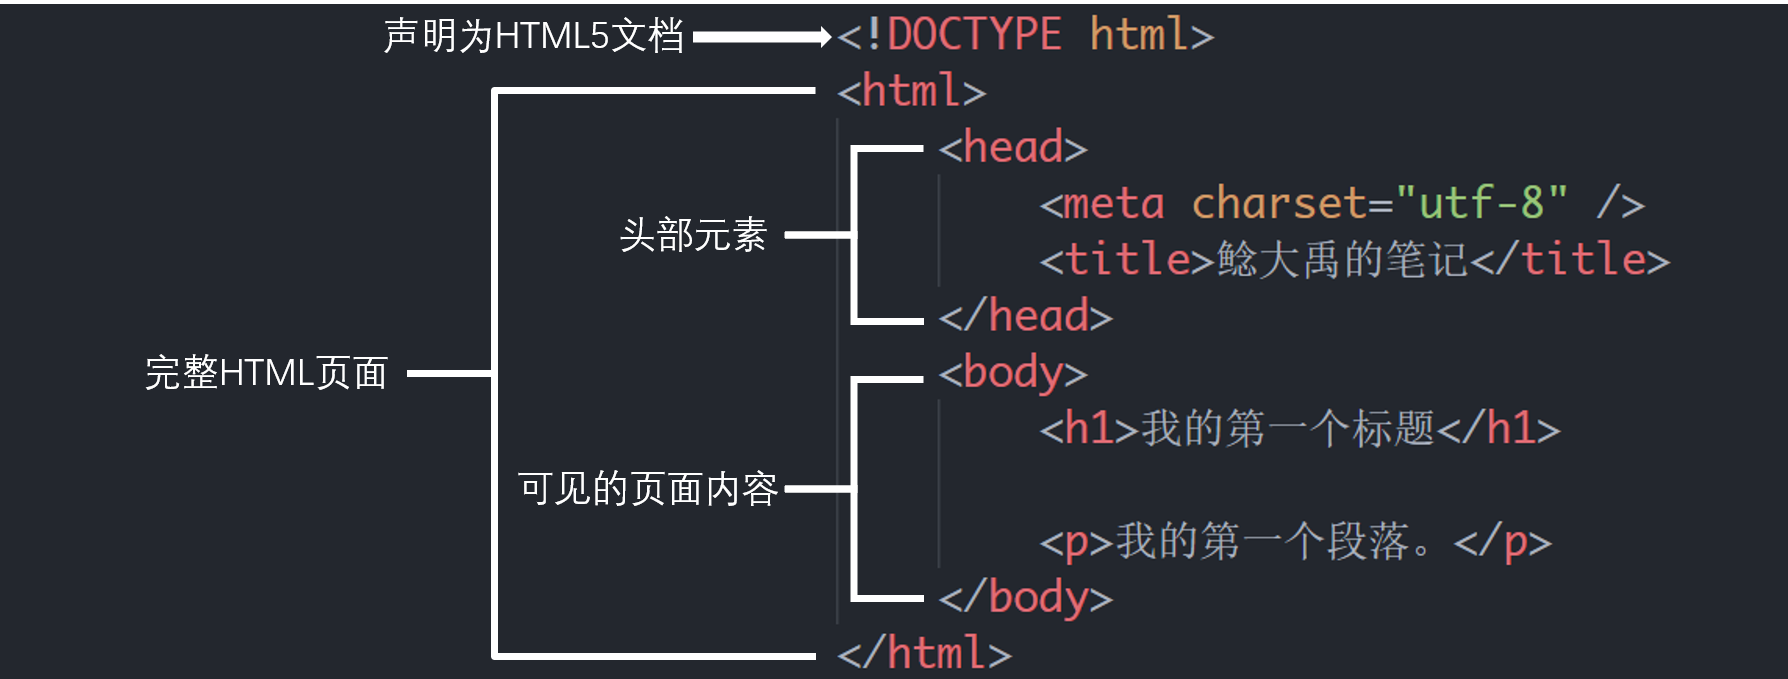 声明为HTML5文档 <!DOCTYPE html>
<html>
<head>
<meta charset="utf-8" />
头部元素
<title>鲶大禹的笔记</title>
</head>
完整HTML页面
<body>
<h1>我的第一个标题</h1>
可见的页面内容
<p>我的第一个段落。</p>
</body>
</html>